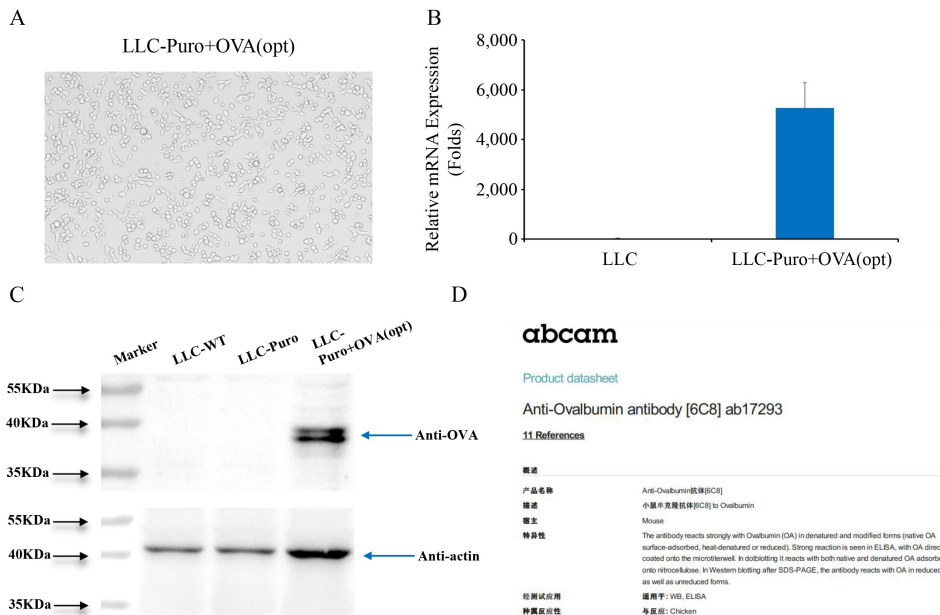 A
LLC-Puro+OVA(opt)
B
Relative mRNA Expression
(Folds)
8,000
6,000
4,000
2,000
0
LLC
LLC-Puro+OVA(opt)
C
Marker
LLC-WT
LLC-Puro
LLC-
Puro+OVA(opt)
55KDa
40KDa
35KDa
Anti-OVA
55KDa
40KDa
35KDa
Anti-actin
D
abcam
Product datasheet
Anti-Ovalbumin antibody [6C8] ab17293
11 References
概述
产品名称 Anti-Ovalbumin抗体[6C8]
描述 小鼠单克隆抗体[6C8] to Ovalbumin
宿主 Mouse
特异性 The antibody reacts strongly with Ovalbumin (OA) in denatured and modified forms (native OA
surface-adsorbed, heat-denatured or reduced). Strong reaction is seen in ELISA, with OA direc
coated onto the microtiterwell. In dotblotting it reacts with both native and denatured OA adsorbe
onto nitrocellulose. In Western blotting after SDS-PAGE, the antibody reacts with OA in reduced
as well as unreduced forms.
经测试应用 适用于: WB, ELISA
种属反应性 与反应: Chicken